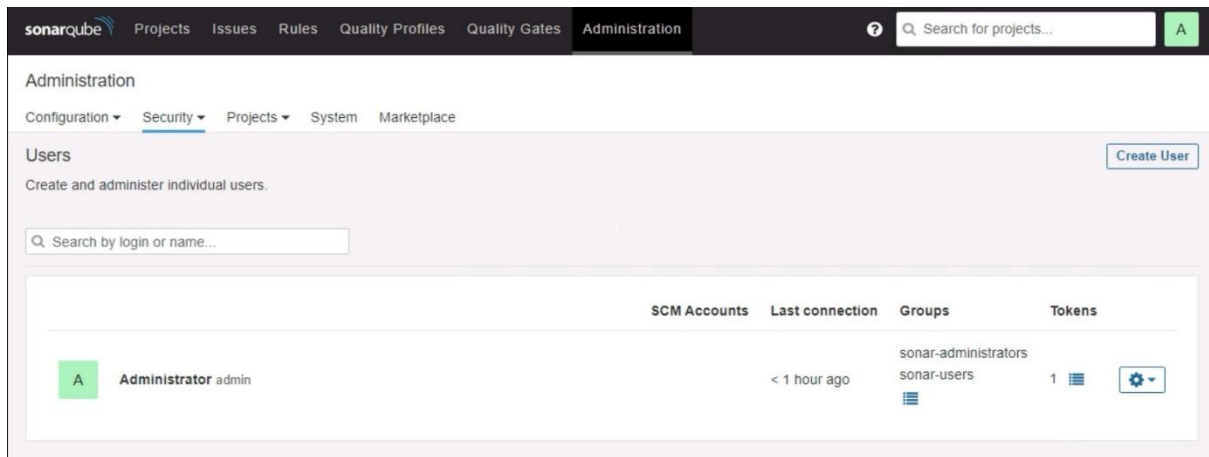 sonarqube Projects Issues Rules Quality Profiles Quality Gates Administration ? Search for projects... A
Administration
Configuration Security Projects System Marketplace
Users Create User
Create and administer individual users.
Search by login or name...
SCM Accounts Last connection Groups Tokens
sonar-administrators
A Administrator admin < 1 hour ago sonar-users 1